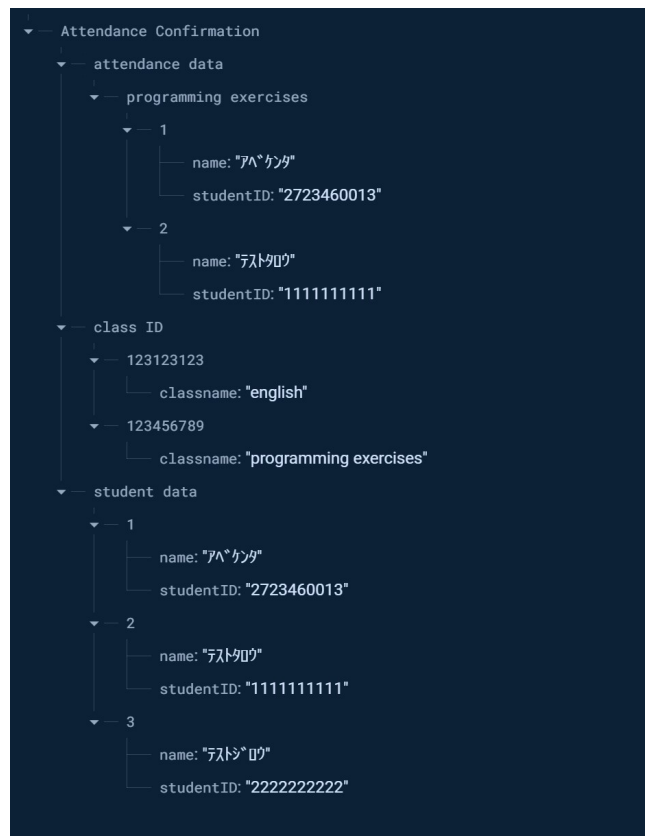 Attendance Confirmation
attendance data
programming exercises
1
name: "ｱﾍﾞｹﾝﾀ"
studentID: "2723460013"
2
name: "ﾃｽﾄﾀﾛｳ"
studentID: "1111111111"
class ID
123123123
classname: "english"
123456789
classname: "programming exercises"
student data
1
name: "ｱﾍﾞｹﾝﾀ"
studentID: "2723460013"
2
name: "ﾃｽﾄﾀﾛｳ"
studentID: "1111111111"
3
name: "ﾃｽﾄｼﾞﾛｳ"
studentID: "2222222222"